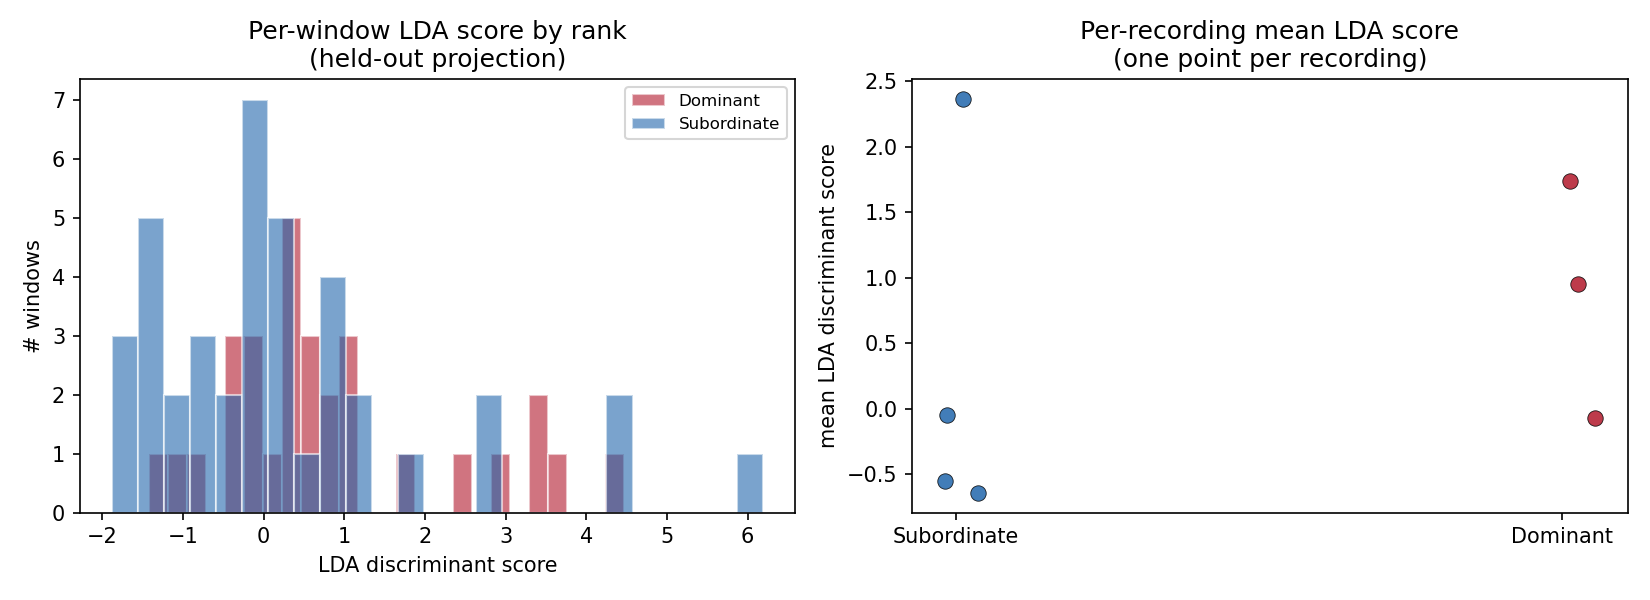 Per-window LDA score by rank
(held-out projection)
7
6
5
4
3
2
1
0
# windows
Dominant
Subordinate
−2
−1
0
1
2
3
4
5
6
LDA discriminant score
Per-recording mean LDA score
(one point per recording)
2.5
2.0
1.5
1.0
0.5
0.0
−0.5
mean LDA discriminant score
Subordinate
Dominant